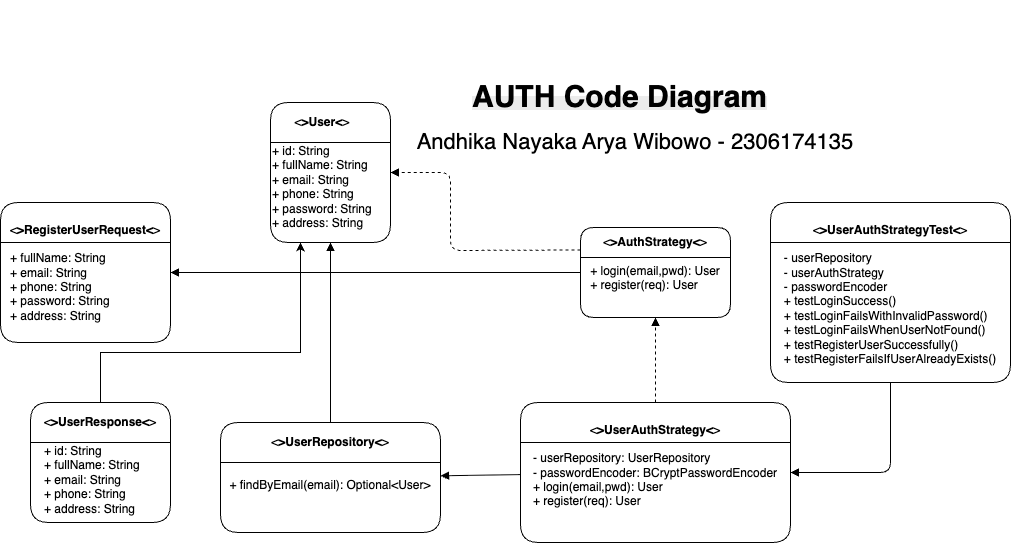 AUTH Code Diagram
Andhika Nayaka Arya Wibowo - 2306174135
<>User<>
+ id: String
+ fullName: String
+ email: String
+ phone: String
+ password: String
+ address: String
<>RegisterUserRequest<>
+ fullName: String
+ email: String
+ phone: String
+ password: String
+ address: String
<>AuthStrategy<>
+ login(email,pwd): User
+ register(req): User
<>UserAuthStrategyTest<>
- userRepository
- userAuthStrategy
- passwordEncoder
+ testLoginSuccess()
+ testLoginFailsWithInvalidPassword()
+ testLoginFailsWhenUserNotFound()
+ testRegisterUserSuccessfully()
+ testRegisterFailsIfUserAlreadyExists()
<>UserResponse<>
+ id: String
+ fullName: String
+ email: String
+ phone: String
+ address: String
<>UserRepository<>
+ findByEmail(email): Optional<User>
<>UserAuthStrategy<>
- userRepository: UserRepository
- passwordEncoder: BCryptPasswordEncoder
+ login(email,pwd): User
+ register(req): User